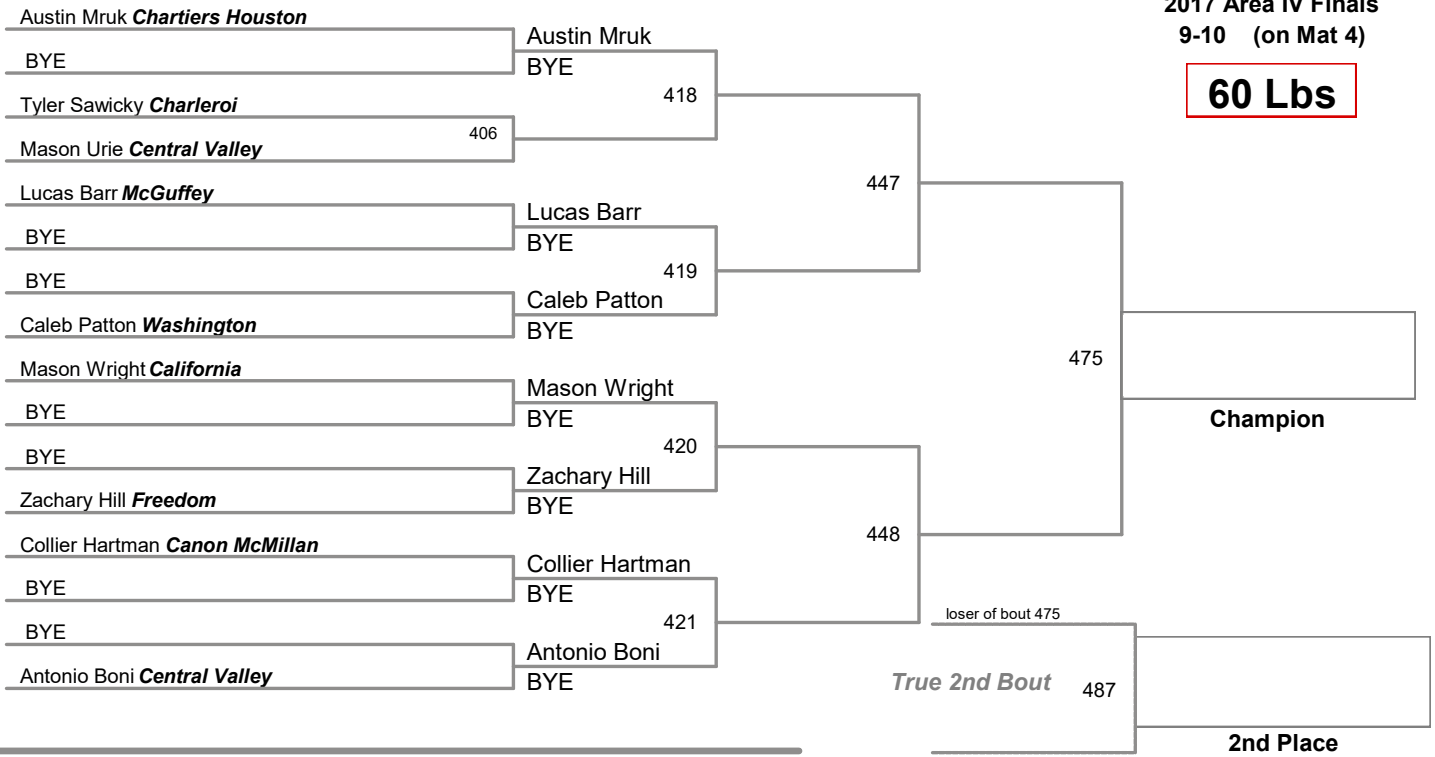 2017 Area IV Finals
9-10 (on Mat 4)
60 Lbs
Austin Mruk Chartiers Houston
BYE
Tyler Sawicky Charleroi
406
Mason Urie Central Valley
Lucas Barr McGuffey
BYE
BYE
Caleb Patton Washington
Mason Wright California
BYE
BYE
Zachary Hill Freedom
Collier Hartman Canon McMillan
BYE
BYE
Antonio Boni Central Valley
Austin Mruk
BYE
418
Lucas Barr
BYE
419
Caleb Patton
BYE
Mason Wright
BYE
420
Zachary Hill
BYE
Collier Hartman
BYE
421
Antonio Boni
BYE
447
448
475
Champion
loser of bout 475
True 2nd Bout 487
2nd Place